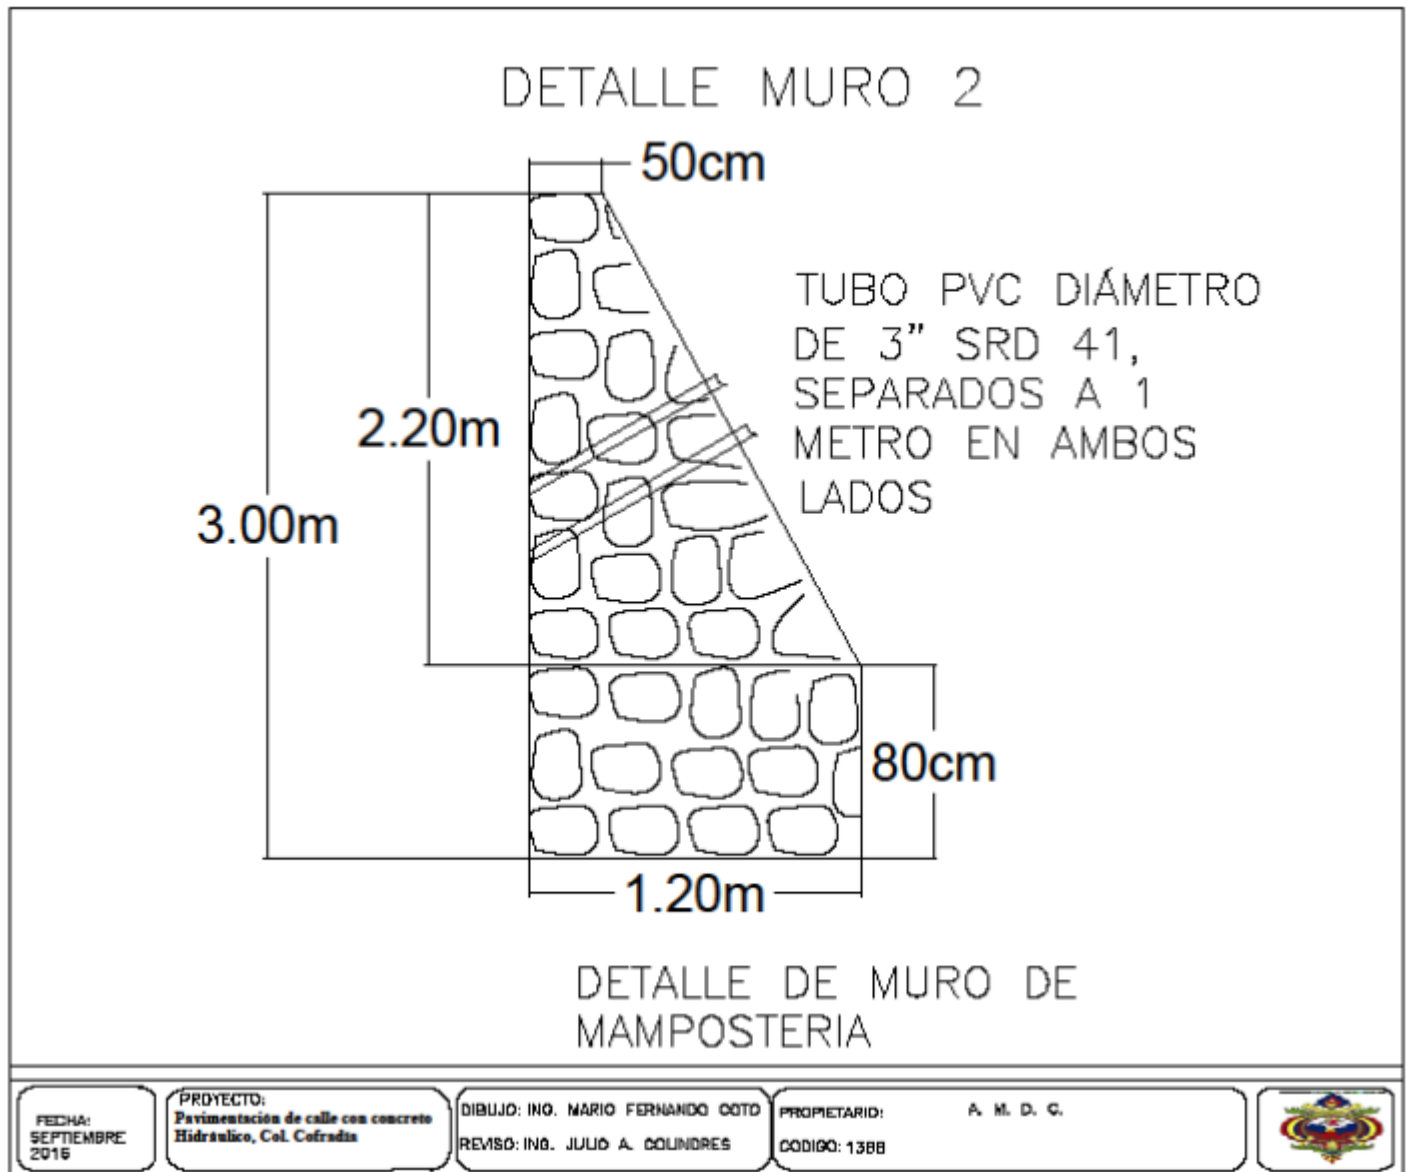 DETALLE MURO 2
50cm
TUBO PVC DIÁMETRO
DE 3” SRD 41,
SEPARADOS A 1
METRO EN AMBOS
LADOS
2.20m
3.00m
80cm
1.20m
DETALLE DE MURO DE
MAMPOSTERIA
FECHA:
SEPTIEMBRE
2016
PROYECTO:
Pavimentación de calle con concreto
Hidráulico, Col. Cofradia
DIBUJO: ING. MARIO FERNANDO COTO
REVISO: ING. JULIO A. COLINDRES
PROPIETARIO: A. M. D. C.
CODIGO: 1388